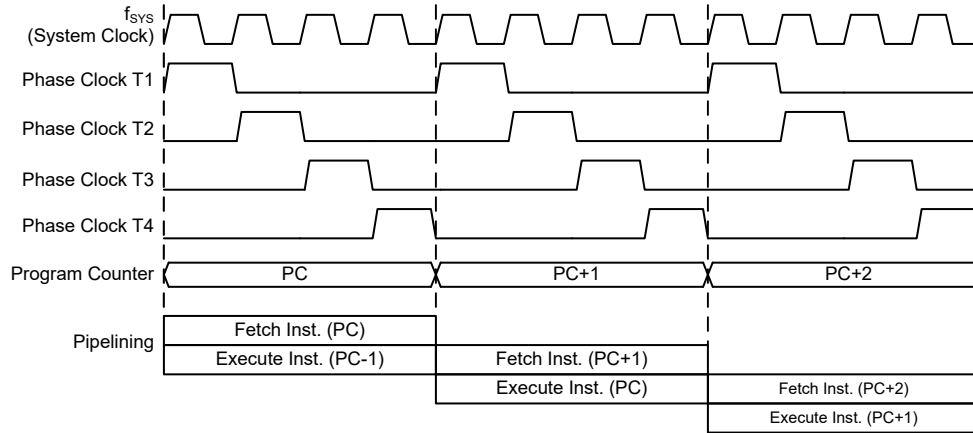 fSYS
(System Clock)
Phase Clock T1
Phase Clock T2
Phase Clock T3
Phase Clock T4
Program Counter
PC
PC+1
PC+2
Pipelining
Fetch Inst. (PC)
Execute Inst. (PC-1)
Fetch Inst. (PC+1)
Execute Inst. (PC)
Fetch Inst. (PC+2)
Execute Inst. (PC+1)